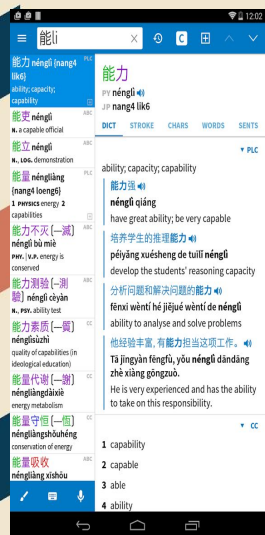 12:02
能li
C
能力 nénglì {nang4 lik6} PLC
ability; capacity;
capability
能吏 nénglì ABC
N. a capable official
能立 nénglì ABC
N., LOG. demonstration
能量 néngliàng ABC
{nang4 loeng6}
1 PHYSICS energy 2
capabilities
能力不灭 (—滅) ABC
nénglì bù miè
PHY. | V.P. energy is
conserved
能力测验 (—測 ABC
驗) nénglì cèyàn
N., PSY. ability test
能力素质 (—質) CC
nénglìsùzhì
quality of capabilities (in
ideological education)
能量代谢 (—謝) CC
néngliàngdàixiè
energy metabolism
能量守恒 (—恆) CC
néngliàngshǒuhéng
conservation of energy
能量吸收 ABC
néngliàng xīshōu
能力
PY nénglì
JP nang4 lik6
DICT STROKE CHARS WORDS SENTS
PLC
ability; capacity; capability
能力强
nénglì qiáng
have great ability; be very capable
培养学生的推理能力
péiyǎng xuésheng de tuīlǐ nénglì
develop the students' reasoning capacity
分析问题和解决问题的能力
fēnxi wèntí hé jiějué wèntí de nénglì
ability to analyse and solve problems
他经验丰富,有能力担当这项工作。
Tā jīngyàn fēngfù, yǒu nénglì dāndāng
zhè xiàng gōngzuò.
He is very experienced and has the ability
to take on this responsibility.
CC
1 capability
2 capable
3 able
4 ability